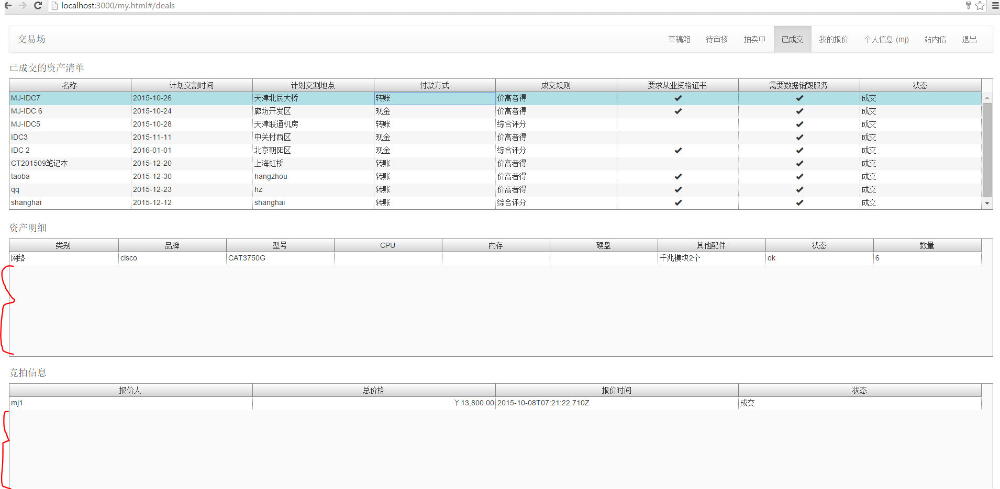 localhost:3000/my.html#/deals
交易场 草稿箱 待审核 拍卖中 已成交 我的报价 个人信息 (mj) 站内信 退出
已成交的资产清单
名称 计划交割时间 计划交割地点 付款方式 成交规则 要求从业资格证书 需要数据销毁服务 状态
MJ-IDC7 2015-10-26 天津北辰大桥 转账 价高者得 ✔ ✔ 成交
MJ-IDC 6 2015-10-24 廊坊开发区 现金 价高者得 ✔ ✔ 成交
MJ-IDC5 2015-10-28 天津联通机房 转账 综合评分 ✔ 成交
IDC3 2015-11-11 中关村西区 现金 价高者得 ✔ 成交
IDC 2 2016-01-01 北京朝阳区 现金 综合评分 ✔ ✔ 成交
CT201509笔记本 2015-12-20 上海虹桥 转账 价高者得 ✔ 成交
taoba 2015-12-30 hangzhou 转账 价高者得 ✔ ✔ 成交
qq 2015-12-23 hz 转账 价高者得 ✔ ✔ 成交
shanghai 2015-12-12 shanghai 转账 综合评分 ✔ ✔ 成交
资产明细
类别 品牌 型号 CPU 内存 硬盘 其他配件 状态 数量
网络 cisco CAT3750G 千兆模块2个 ok 6
竞拍信息
报价人 总价格 报价时间 状态
mj1 ￥13,800.00 2015-10-08T07:21:22.710Z 成交